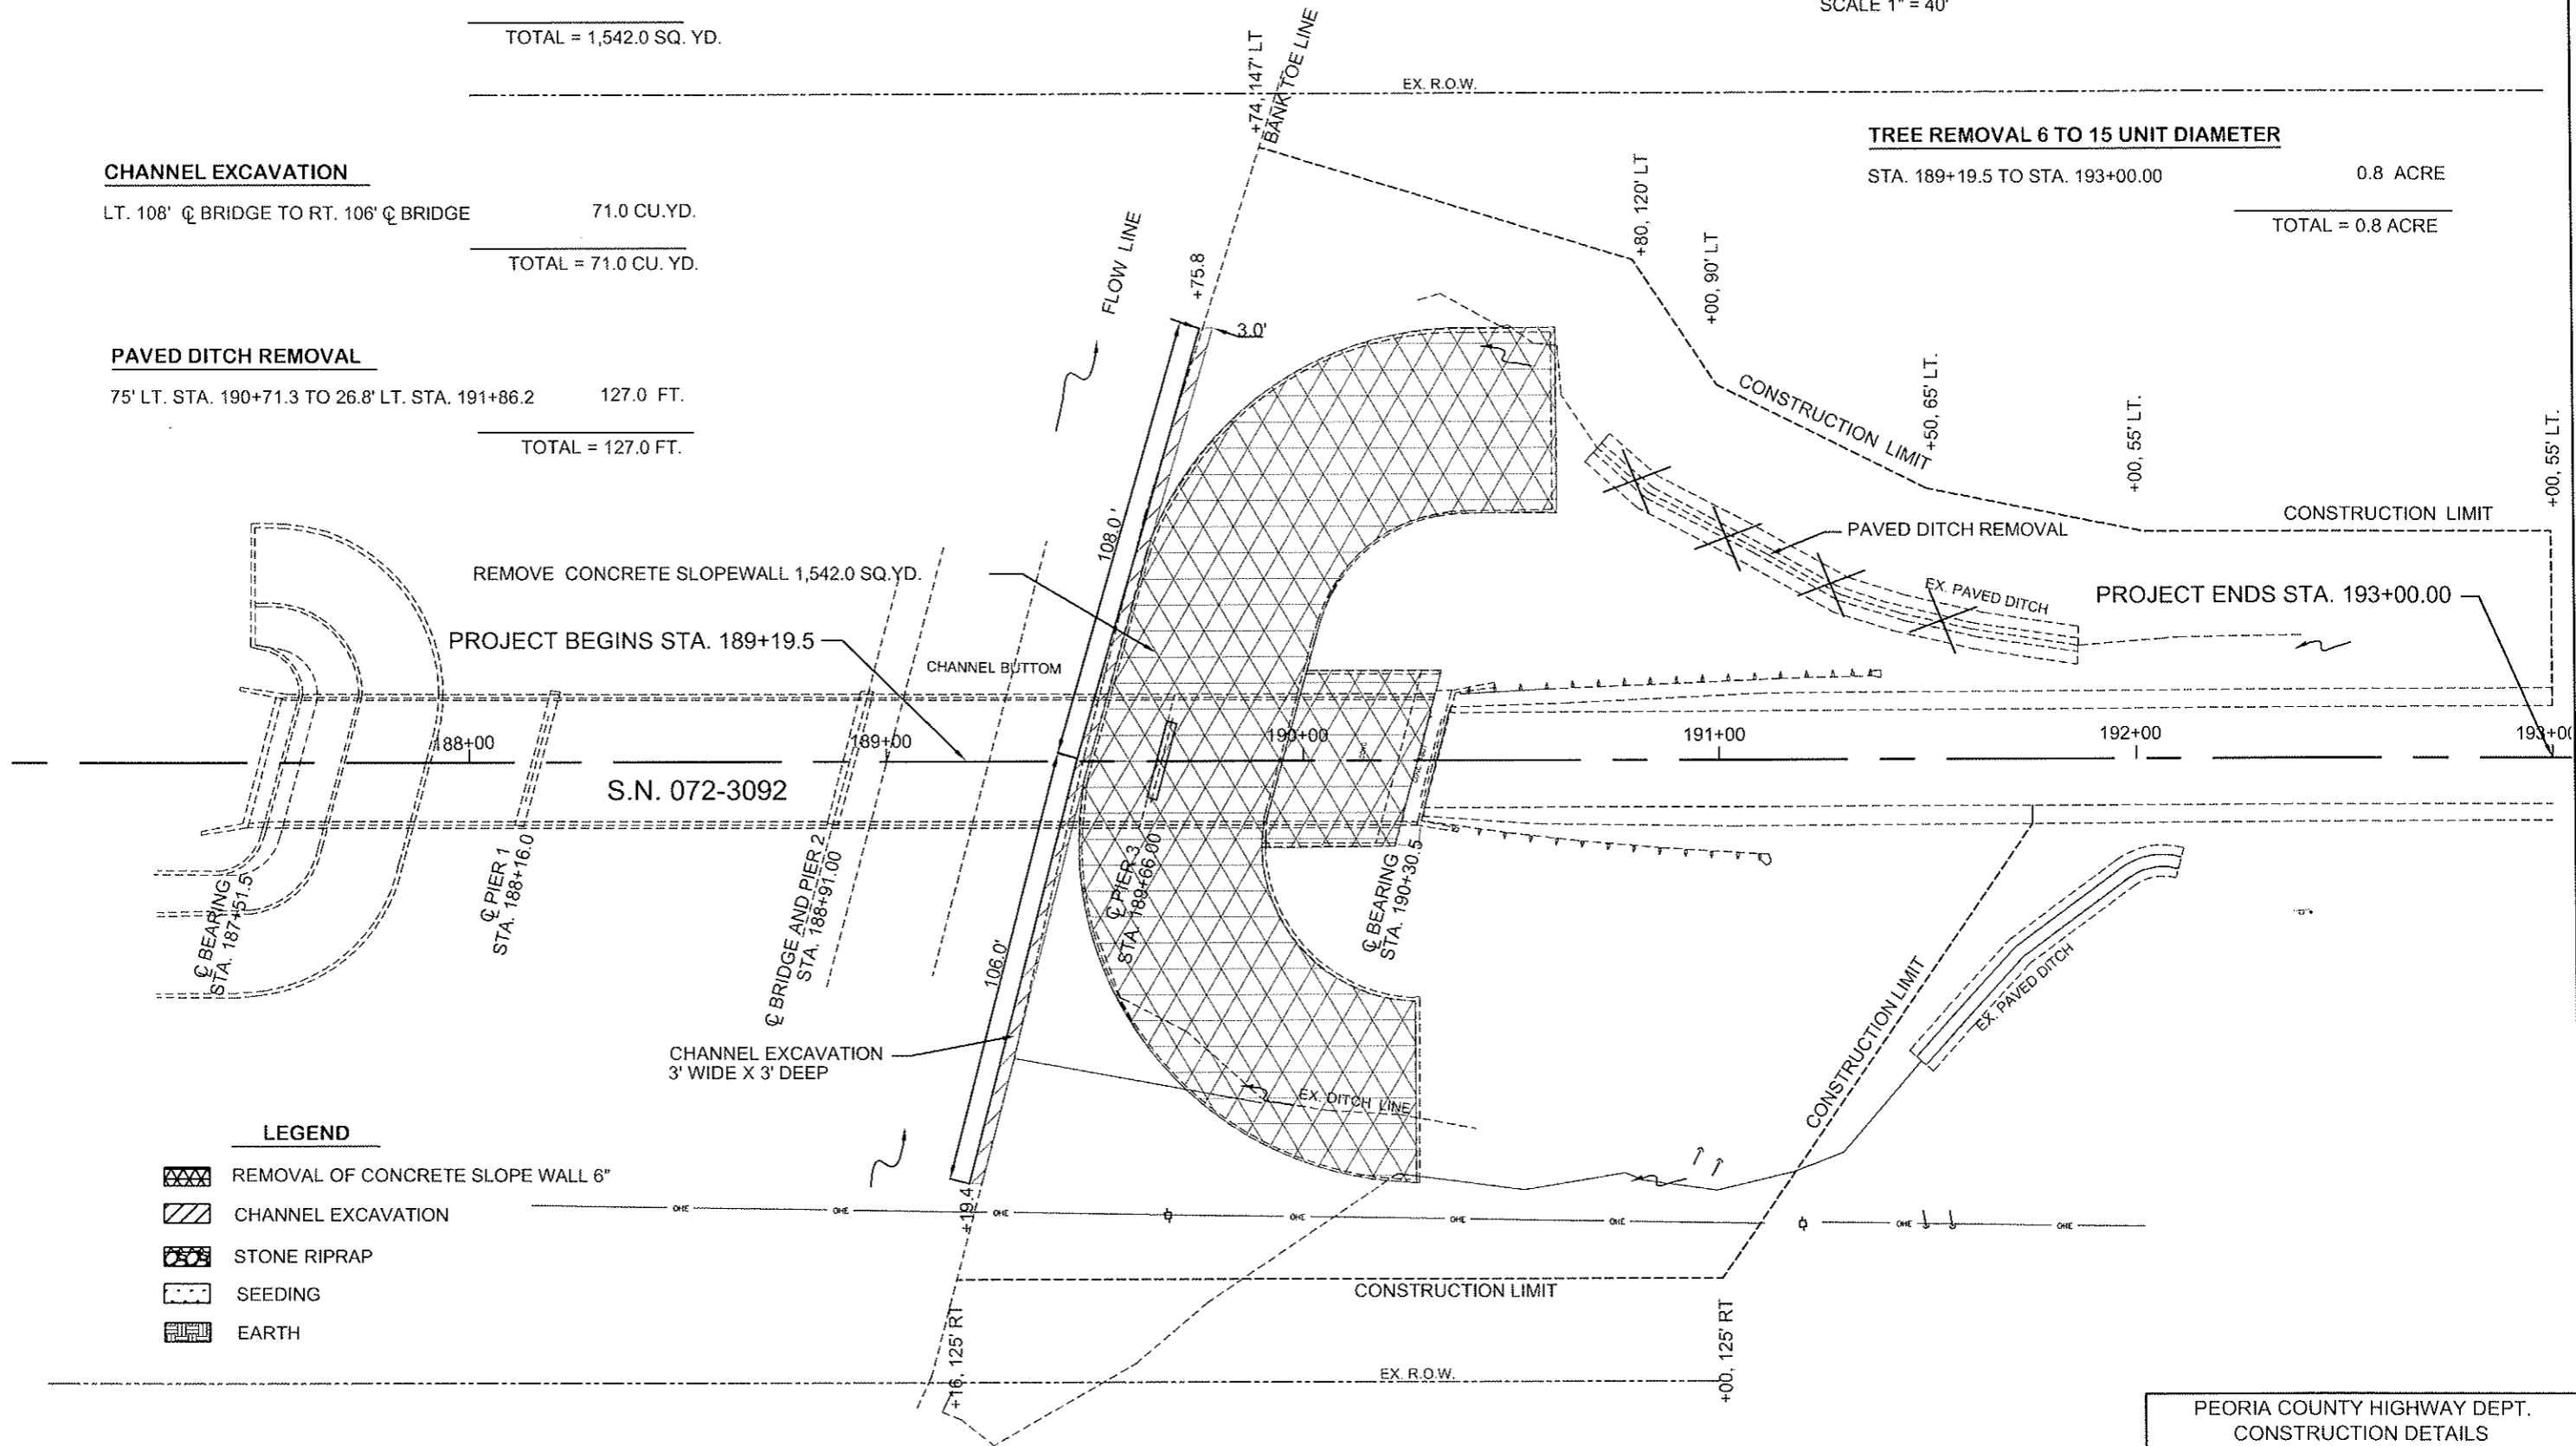 SCALE 1" = 40'
TOTAL = 1,542.0 SQ. YD.
+74, 147' LT
BANK TOE LINE
EX. R.O.W.
CHANNEL EXCAVATION
LT. 108' ℄ BRIDGE TO RT. 106' ℄ BRIDGE 71.0 CU.YD.
TOTAL = 71.0 CU. YD.
TREE REMOVAL 6 TO 15 UNIT DIAMETER
STA. 189+19.5 TO STA. 193+00.00 0.8 ACRE
TOTAL = 0.8 ACRE
+80, 120' LT
+00, 90' LT
FLOW LINE
+75.8
3.0'
PAVED DITCH REMOVAL
75' LT. STA. 190+71.3 TO 26.8' LT. STA. 191+86.2 127.0 FT.
TOTAL = 127.0 FT.
CONSTRUCTION LIMIT
+50, 65' LT.
+00, 55' LT.
+00, 55' LT.
CONSTRUCTION LIMIT
108.0'
PAVED DITCH REMOVAL
REMOVE CONCRETE SLOPEWALL 1,542.0 SQ.YD.
EX. PAVED DITCH
PROJECT ENDS STA. 193+00.00
PROJECT BEGINS STA. 189+19.5
CHANNEL BUTTOM
188+00
189+00
190+00
191+00
192+00
193+00
S.N. 072-3092
℄ BEARING
STA. 187+51.5
℄ PIER 1
STA. 188+16.0
℄ BRIDGE AND PIER 2
STA. 188+91.00
℄ PIER 3
STA. 189+66.00
℄ BEARING
STA. 190+30.5
106.0'
CHANNEL EXCAVATION
3' WIDE X 3' DEEP
EX. DITCH LINE
CONSTRUCTION LIMIT
EX. PAVED DITCH
LEGEND
REMOVAL OF CONCRETE SLOPE WALL 6"
CHANNEL EXCAVATION
STONE RIPRAP
SEEDING
EARTH
+19.4
OHE OHE OHE OHE OHE OHE OHE OHE
CONSTRUCTION LIMIT
+16, 125' RT
+00, 125' RT
EX. R.O.W.
PEORIA COUNTY HIGHWAY DEPT.
CONSTRUCTION DETAILS